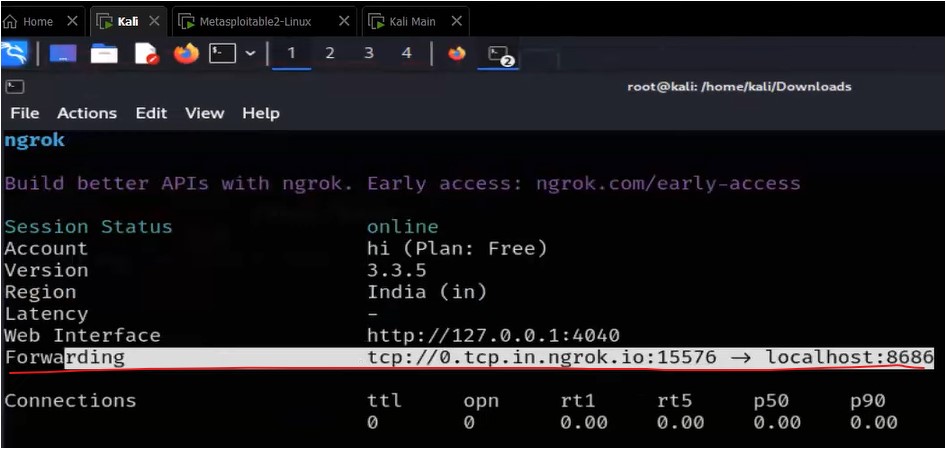 Home Kali Metasploitable2-Linux Kali Main
1 2 3 4 2
root@kali: /home/kali/Downloads
File Actions Edit View Help
ngrok
Build better APIs with ngrok. Early access: ngrok.com/early-access
Session Status online
Account hi (Plan: Free)
Version 3.3.5
Region India (in)
Latency -
Web Interface http://127.0.0.1:4040
Forwarding tcp://0.tcp.in.ngrok.io:15576 → localhost:8686
Connections ttl opn rt1 rt5 p50 p90
0 0 0.00 0.00 0.00 0.00